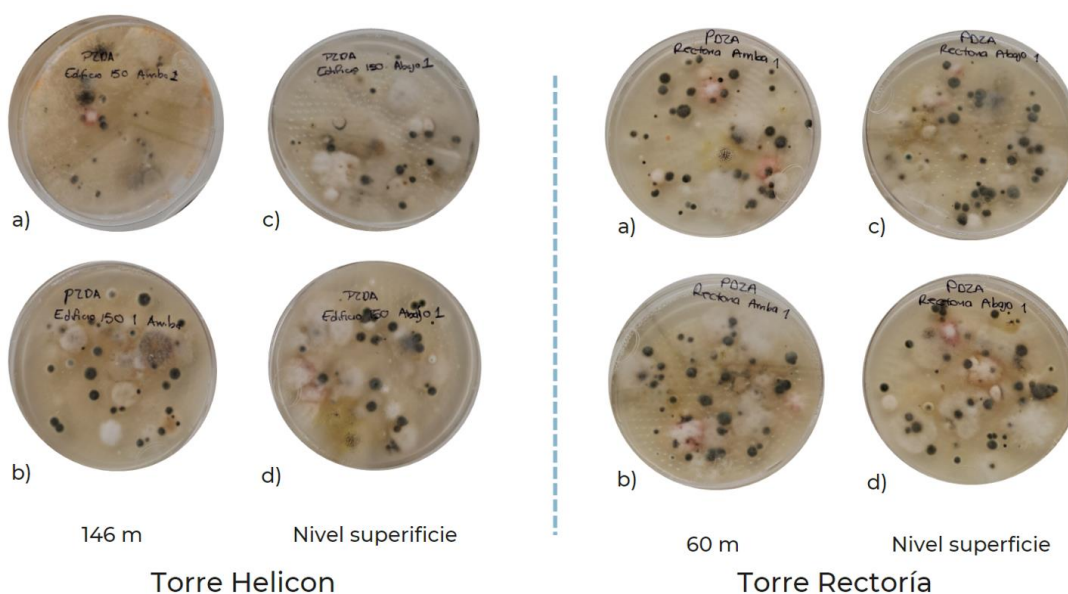 PZDA
Edificio 150 Arriba 2
a)
PZDA
Edificio 150 Abajo 1
c)
PZDA
Edificio 150 1 Arriba
b)
PZDA
Edificio 150 Abajo 1
d)
146 m
Nivel superificie
Torre Helicon
PDZA
Rectoria Arriba 1
a)
PDZA
Rectoria Abajo 1
c)
PDZA
Rectoria Arriba 1
b)
PDZA
Rectoria Abajo 1
d)
60 m
Nivel superficie
Torre Rectoría